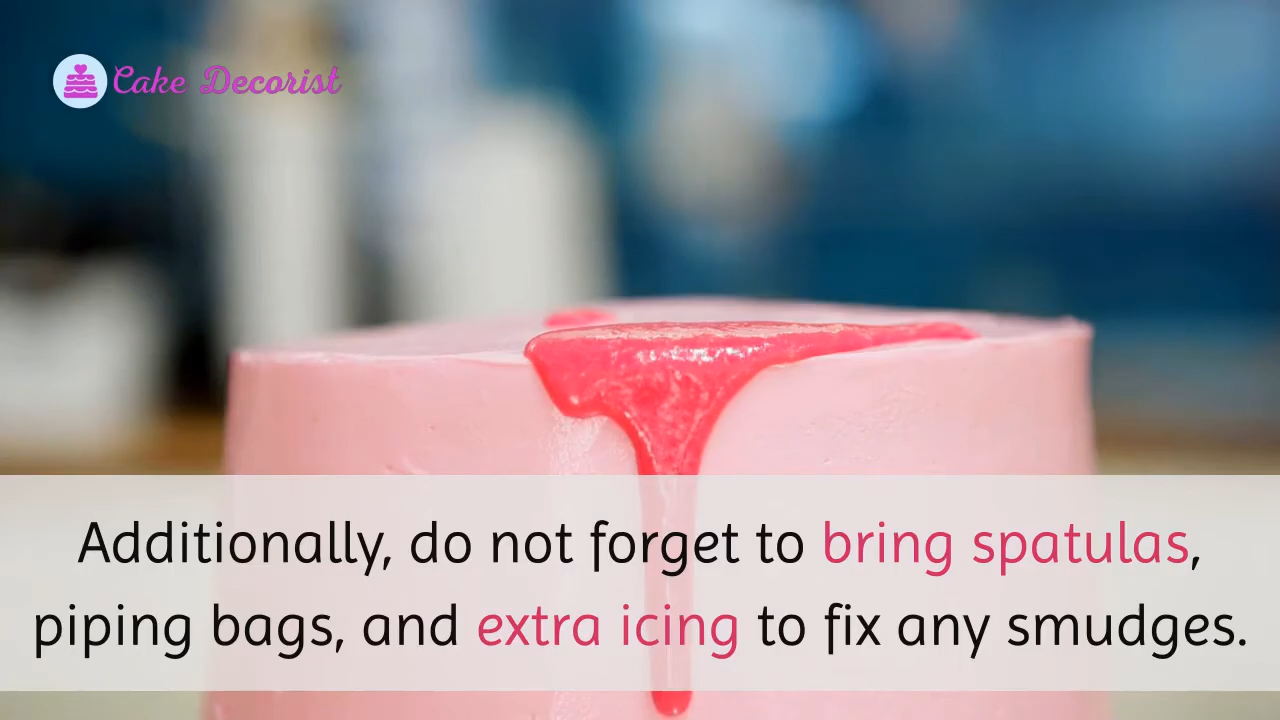 Cake Decorist
Additionally, do not forget to bring spatulas,
piping bags, and extra icing to fix any smudges.